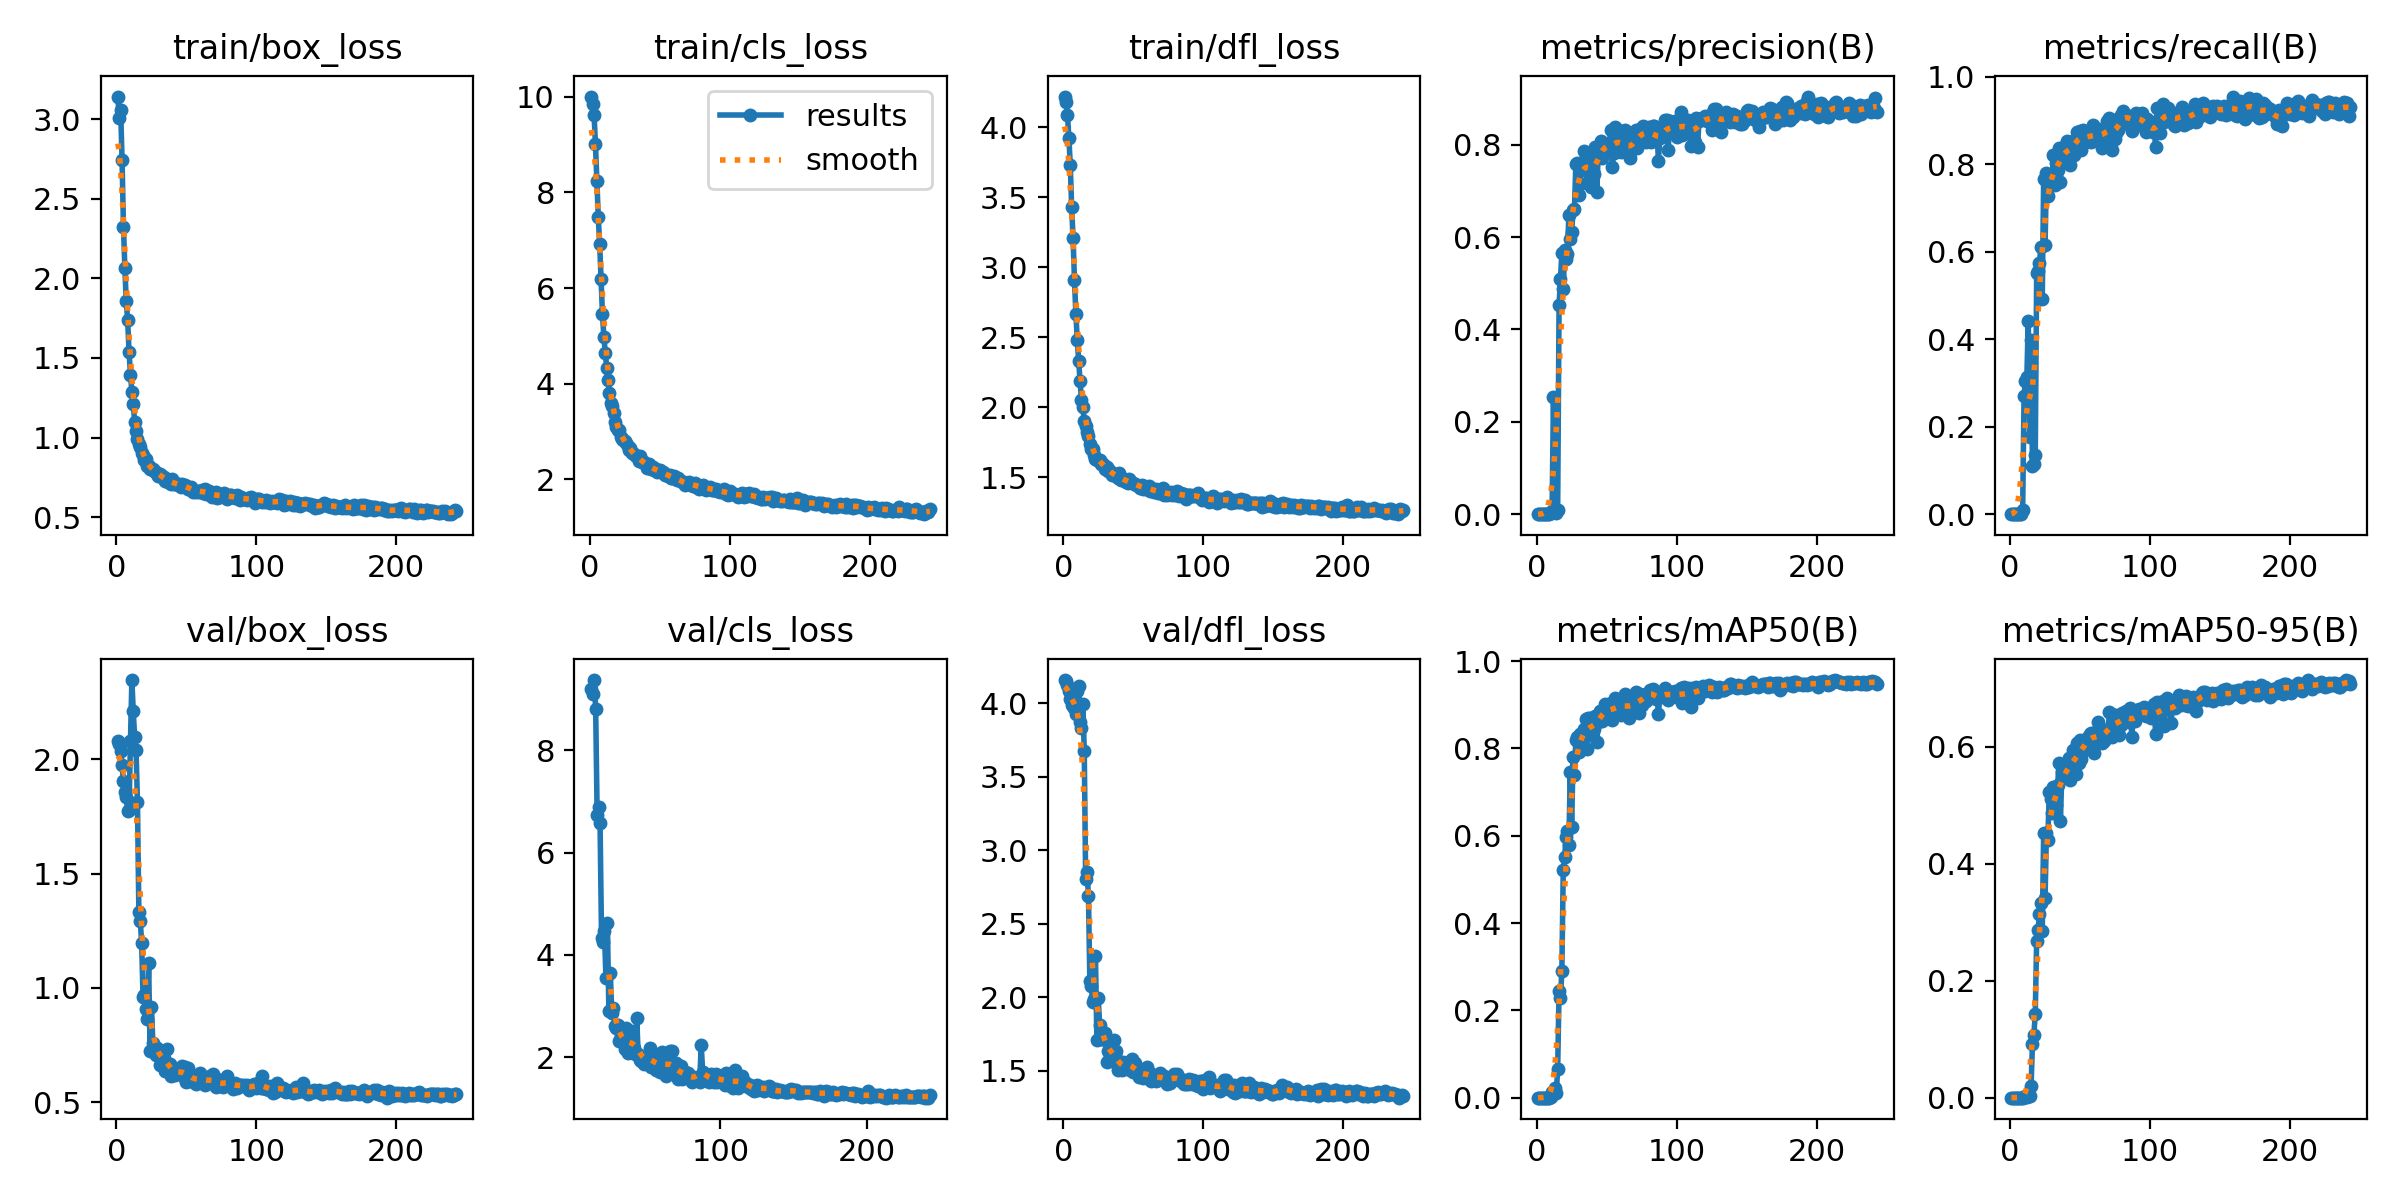 train/box_loss
3.0
2.5
2.0
1.5
1.0
0.5
0 100 200
train/cls_loss
results
smooth
10
8
6
4
2
0 100 200
train/dfl_loss
4.0
3.5
3.0
2.5
2.0
1.5
0 100 200
metrics/precision(B)
0.8
0.6
0.4
0.2
0.0
0 100 200
metrics/recall(B)
1.0
0.8
0.6
0.4
0.2
0.0
0 100 200
val/box_loss
2.0
1.5
1.0
0.5
0 100 200
val/cls_loss
8
6
4
2
100 200
val/dfl_loss
4.0
3.5
3.0
2.5
2.0
1.5
0 100 200
metrics/mAP50(B)
1.0
0.8
0.6
0.4
0.2
0.0
0 100 200
metrics/mAP50-95(B)
0.6
0.4
0.2
0.0
0 100 200